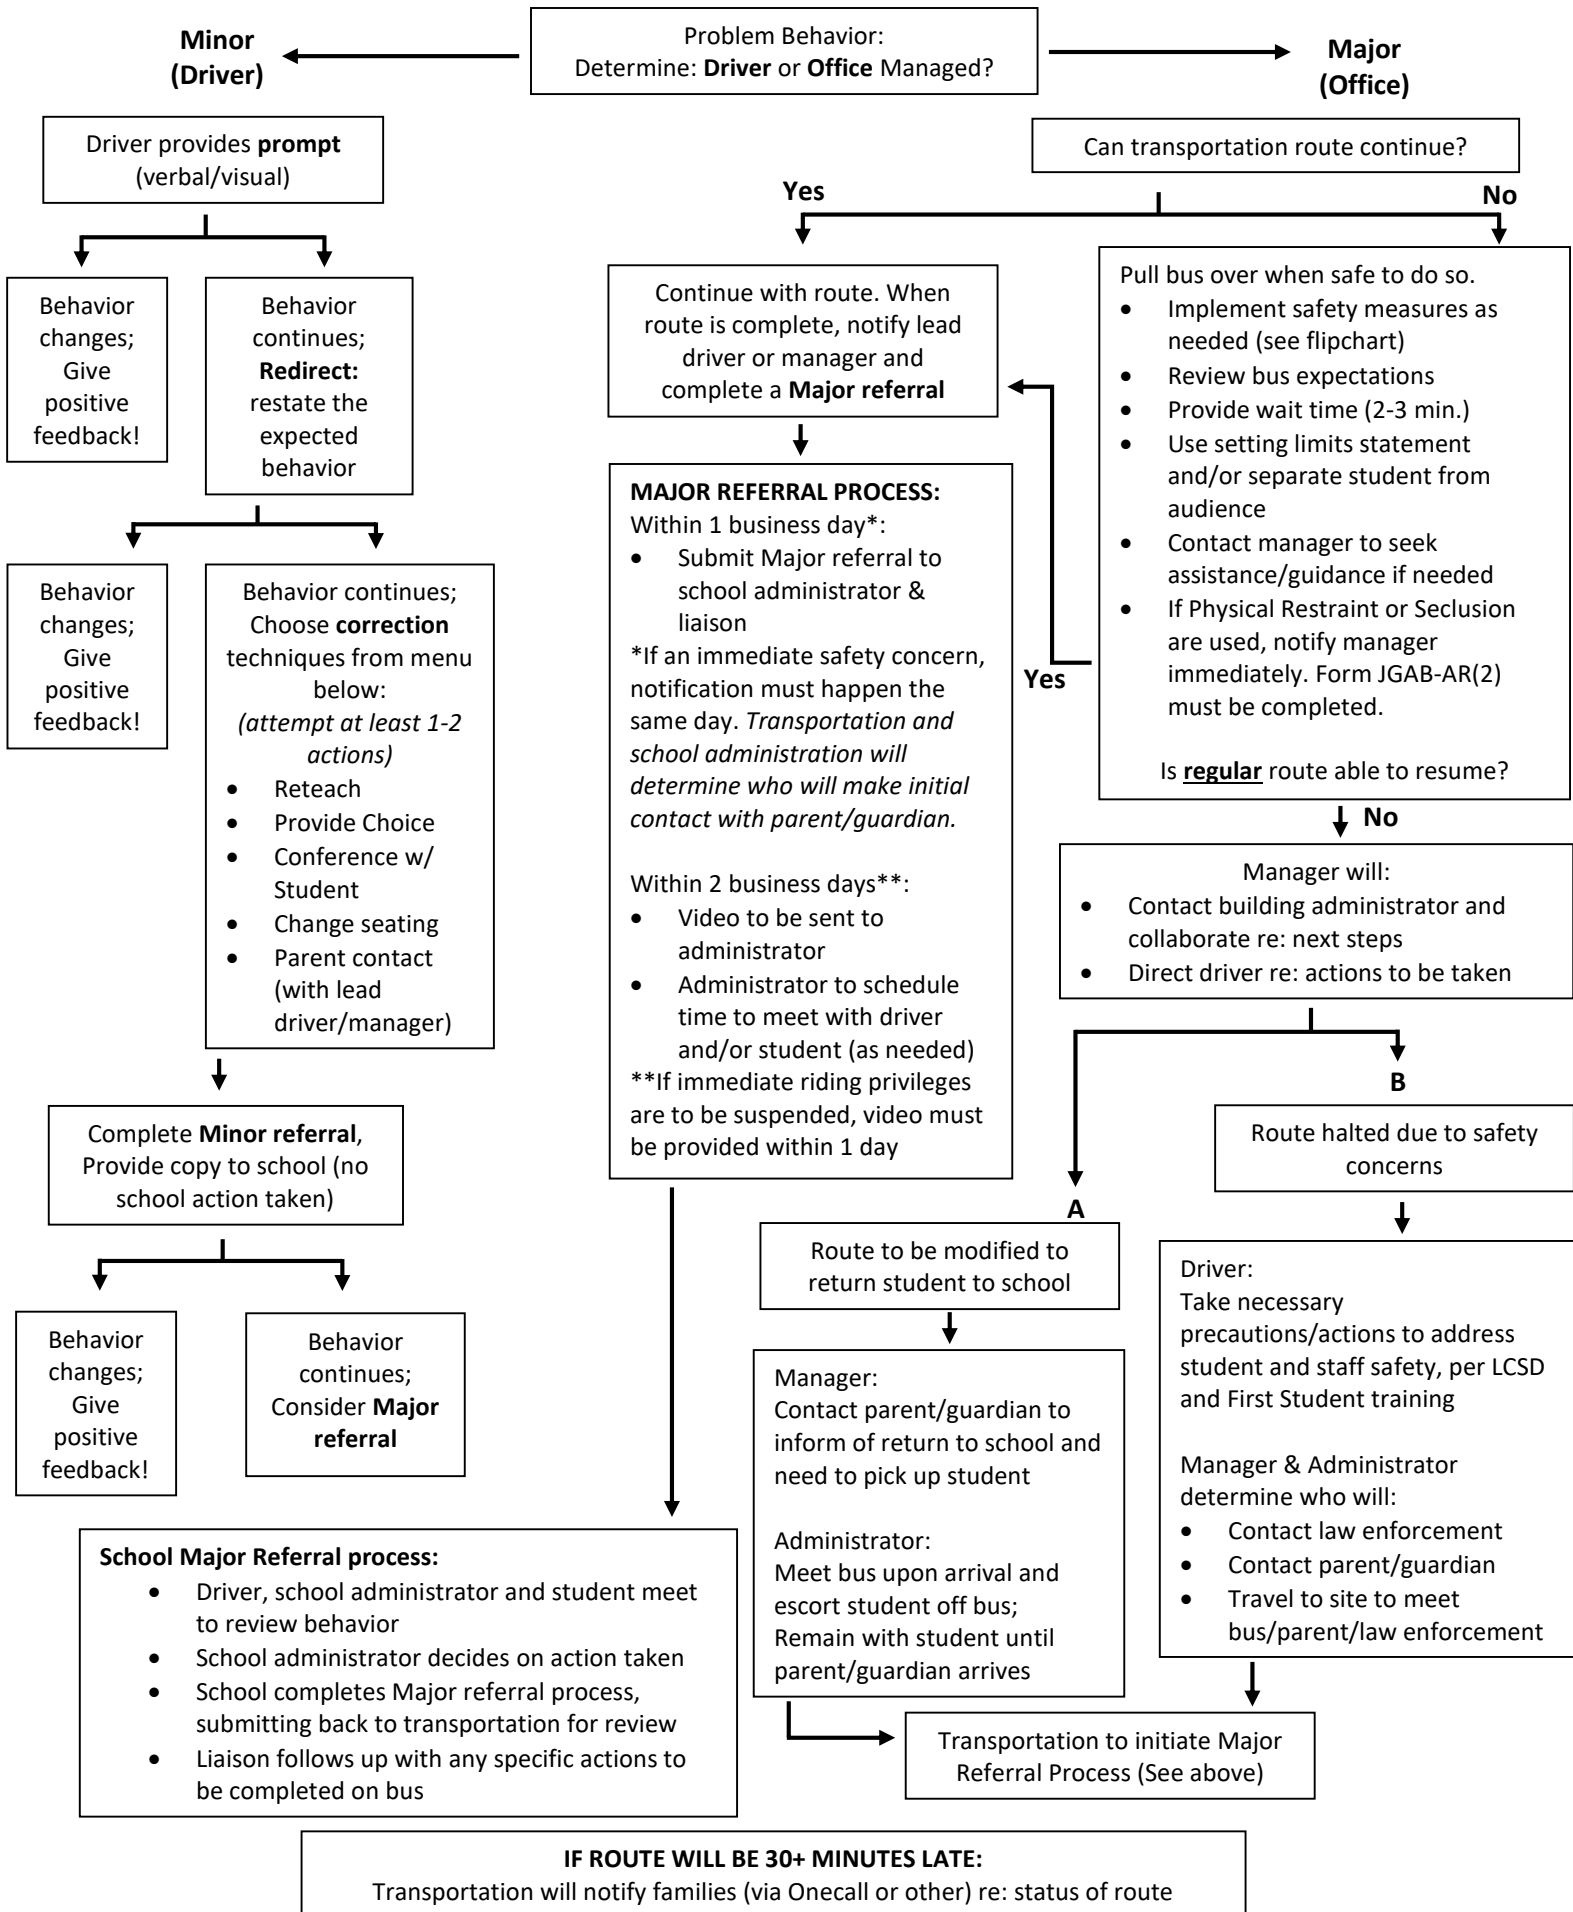 Problem Behavior:
Determine: Driver or Office Managed?
Minor
(Driver)
Major
(Office)
Driver provides prompt
(verbal/visual)
Behavior
changes;
Give
positive
feedback!
Behavior
continues;
Redirect:
restate the
expected
behavior
Behavior
changes;
Give
positive
feedback!
Behavior continues;
Choose correction
techniques from menu
below:
(attempt at least 1-2
actions)
• Reteach
• Provide Choice
• Conference w/
Student
• Change seating
• Parent contact
(with lead
driver/manager)
Complete Minor referral,
Provide copy to school (no
school action taken)
Behavior
changes;
Give
positive
feedback!
Behavior
continues;
Consider Major
referral
Can transportation route continue?
Yes
No
Continue with route. When
route is complete, notify lead
driver or manager and
complete a Major referral
MAJOR REFERRAL PROCESS:
Within 1 business day*:
• Submit Major referral to
school administrator &
liaison
*If an immediate safety concern,
notification must happen the
same day. Transportation and
school administration will
determine who will make initial
contact with parent/guardian.
Within 2 business days**:
• Video to be sent to
administrator
• Administrator to schedule
time to meet with driver
and/or student (as needed)
**If immediate riding privileges
are to be suspended, video must
be provided within 1 day
Pull bus over when safe to do so.
• Implement safety measures as
needed (see flipchart)
• Review bus expectations
• Provide wait time (2-3 min.)
• Use setting limits statement
and/or separate student from
audience
• Contact manager to seek
assistance/guidance if needed
• If Physical Restraint or Seclusion
are used, notify manager
immediately. Form JGAB-AR(2)
must be completed.
Is regular route able to resume?
Yes
No
Manager will:
• Contact building administrator and
collaborate re: next steps
• Direct driver re: actions to be taken
A
B
Route to be modified to
return student to school
Manager:
Contact parent/guardian to
inform of return to school and
need to pick up student
Administrator:
Meet bus upon arrival and
escort student off bus;
Remain with student until
parent/guardian arrives
Route halted due to safety
concerns
Driver:
Take necessary
precautions/actions to address
student and staff safety, per LCSD
and First Student training
Manager & Administrator
determine who will:
• Contact law enforcement
• Contact parent/guardian
• Travel to site to meet
bus/parent/law enforcement
Transportation to initiate Major
Referral Process (See above)
School Major Referral process:
• Driver, school administrator and student meet
to review behavior
• School administrator decides on action taken
• School completes Major referral process,
submitting back to transportation for review
• Liaison follows up with any specific actions to
be completed on bus
IF ROUTE WILL BE 30+ MINUTES LATE:
Transportation will notify families (via Onecall or other) re: status of route